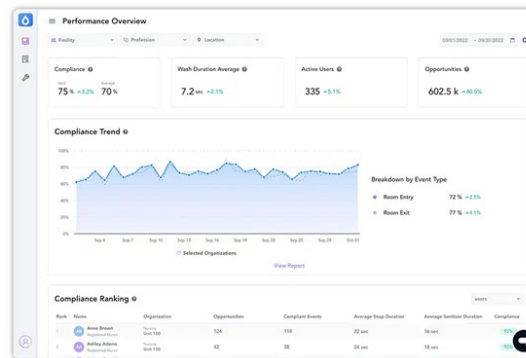 Performance Overview
Facility Profession Location 09/01/2022 - 09/30/2022
Compliance Wash Duration Average Active Users Opportunities
Average
75 % +3.2% 70 % 7.2 sec +2.1% 335 +5.1% 602.5 k +40.9%
Compliance Trend
100%
80%
60%
40%
20%
0%
Sep 4 Sep 7 Sep 10 Sep 13 Sep 16 Sep 19 Sep 22 Sep 25 Sep 28 Oct 01
Selected Organizations
Breakdown by Event Type
Room Entry 72 %
Room Exit 77 % +4.1%
View Report
Compliance Ranking
users
Rank Name Organization Opportunities Compliant Events Average Soap Duration Average Sanitizer Duration Compliance
1 AB Anne Brown Nursing 124 118 22 sec 16 sec 95%
Registered Nurse Unit 100
2 AA Ashley Adams Nursing 42 38 24 sec 18 sec
Registered Nurse Unit 100